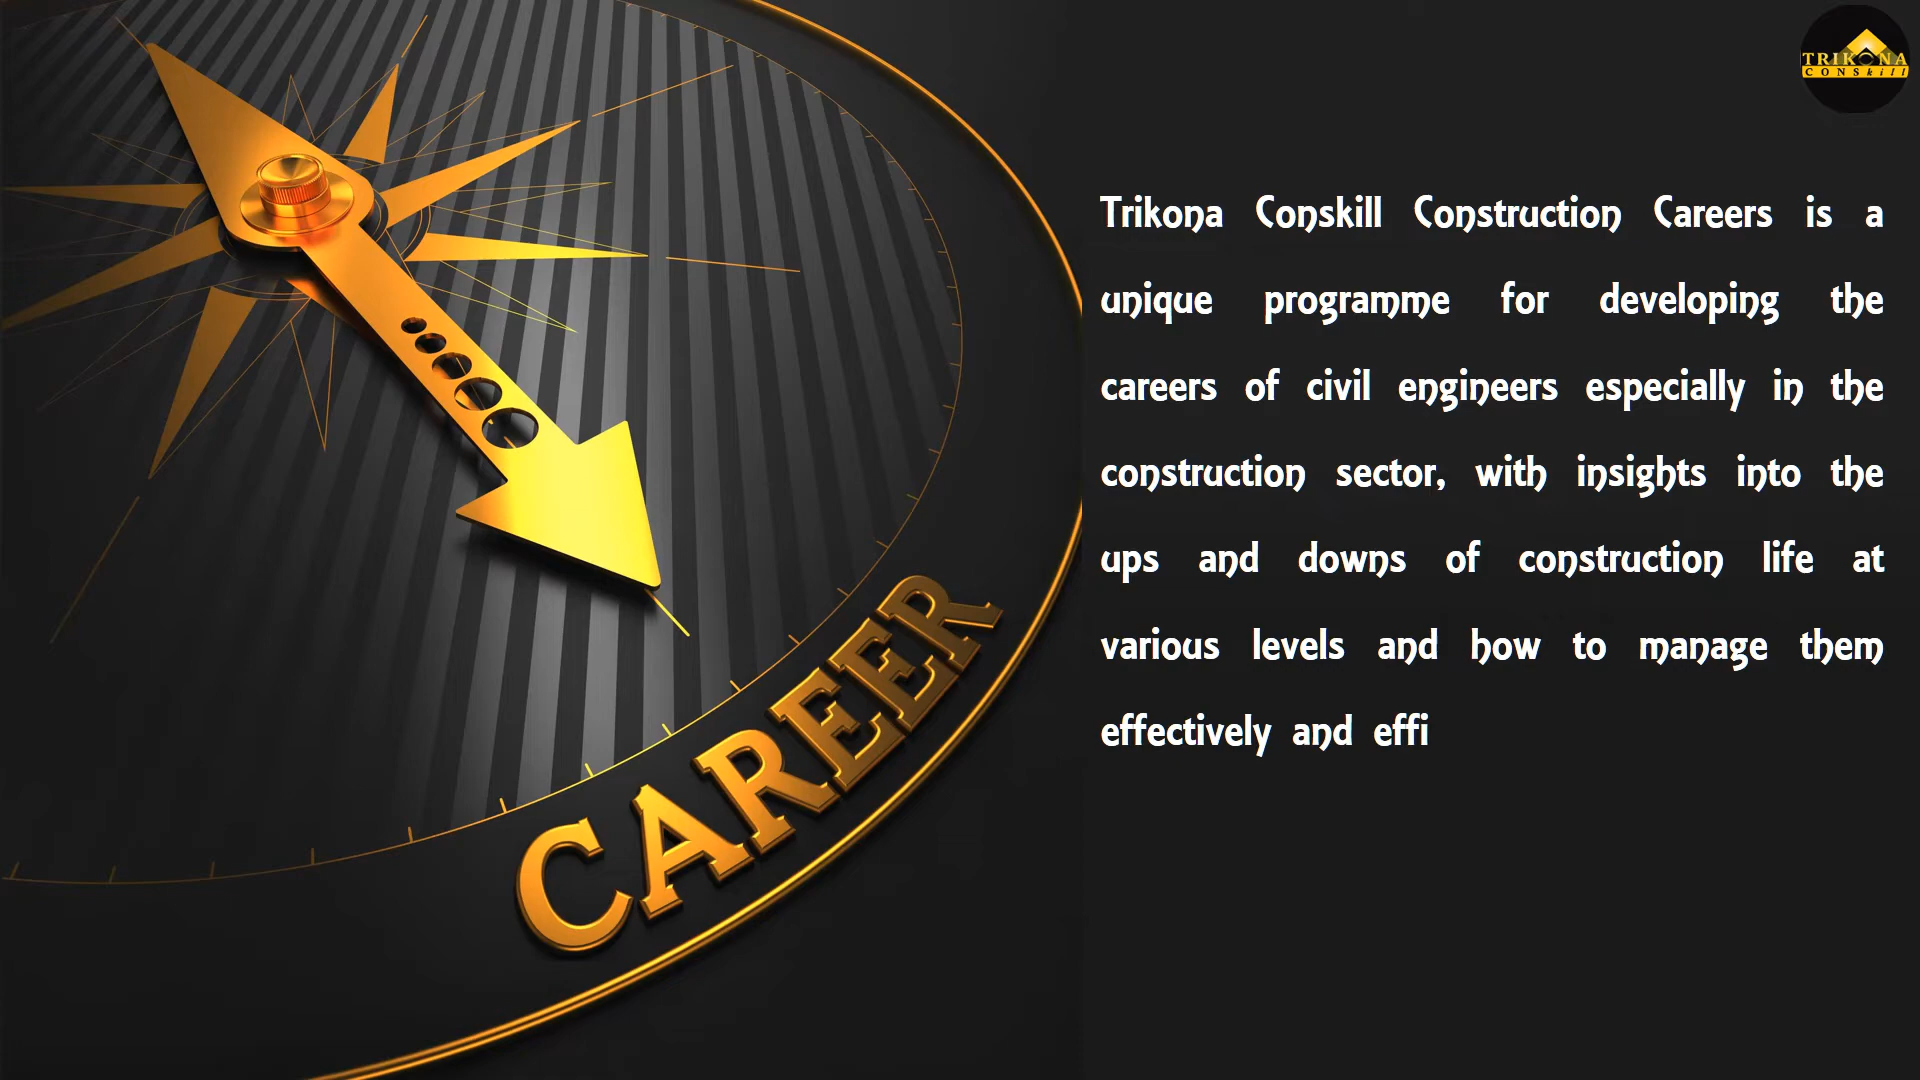 TRIKONA
CONSkill
Trikona Conskill Construction Careers is a
unique programme for developing the
careers of civil engineers especially in the
construction sector, with insights into the
ups and downs of construction life at
various levels and how to manage them
effectively and effi
CAREER